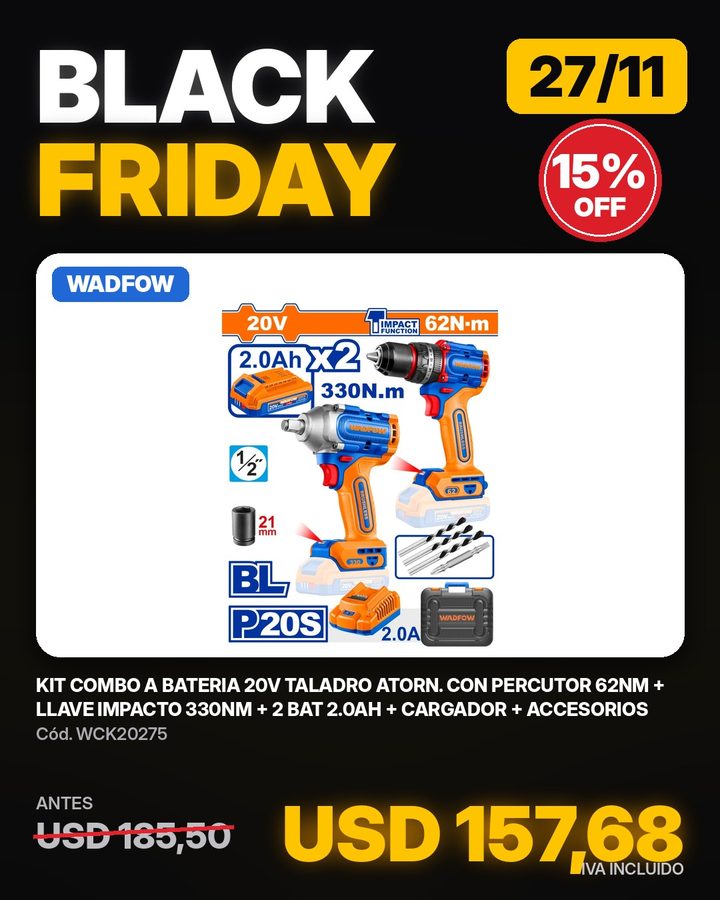 BLACK
FRIDAY
27/11
15%
OFF
WADFOW
20V
IMPACT
FUNCTION
62N·m
2.0Ah x2
330N.m
WADFOW
1/2"
21
mm
BL
P20S
2.0A
WADFOW
KIT COMBO A BATERIA 20V TALADRO ATORN. CON PERCUTOR 62NM +
LLAVE IMPACTO 330NM + 2 BAT 2.0AH + CARGADOR + ACCESORIOS
Cód. WCK20275
ANTES
USD 185,50
USD 157,68
IVA INCLUIDO